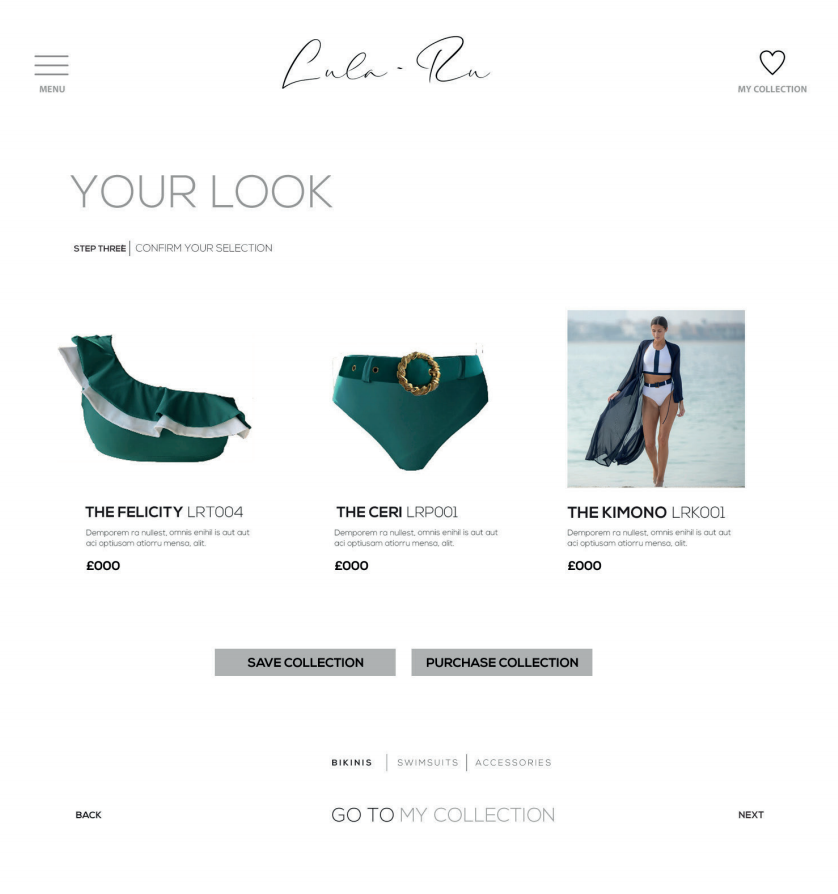 Lula - Ru
MENU
MY COLLECTION
YOUR LOOK
STEP THREE | CONFIRM YOUR SELECTION
THE FELICITY LRT004
Demporem ra nullest, omnis enihil is aut aut
aci optiusam atiorru mensa, alit.
£000
THE CERI LRP001
Demporem ra nullest, omnis enihil is aut aut
aci optiusam atiorru mensa, alit.
£000
THE KIMONO LRK001
Demporem ra nullest, omnis enihil is aut aut
aci optiusam atiorru mensa, alit.
£000
SAVE COLLECTION
PURCHASE COLLECTION
BIKINIS | SWIMSUITS | ACCESSORIES
BACK
GO TO MY COLLECTION
NEXT